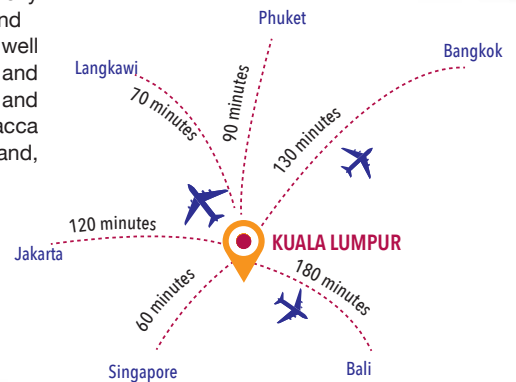 nd
well
and
and
acca
and,
Phuket
Bangkok
Langkawi
70 minutes
90 minutes
130 minutes
120 minutes
KUALA LUMPUR
Jakarta
60 minutes
180 minutes
Singapore
Bali